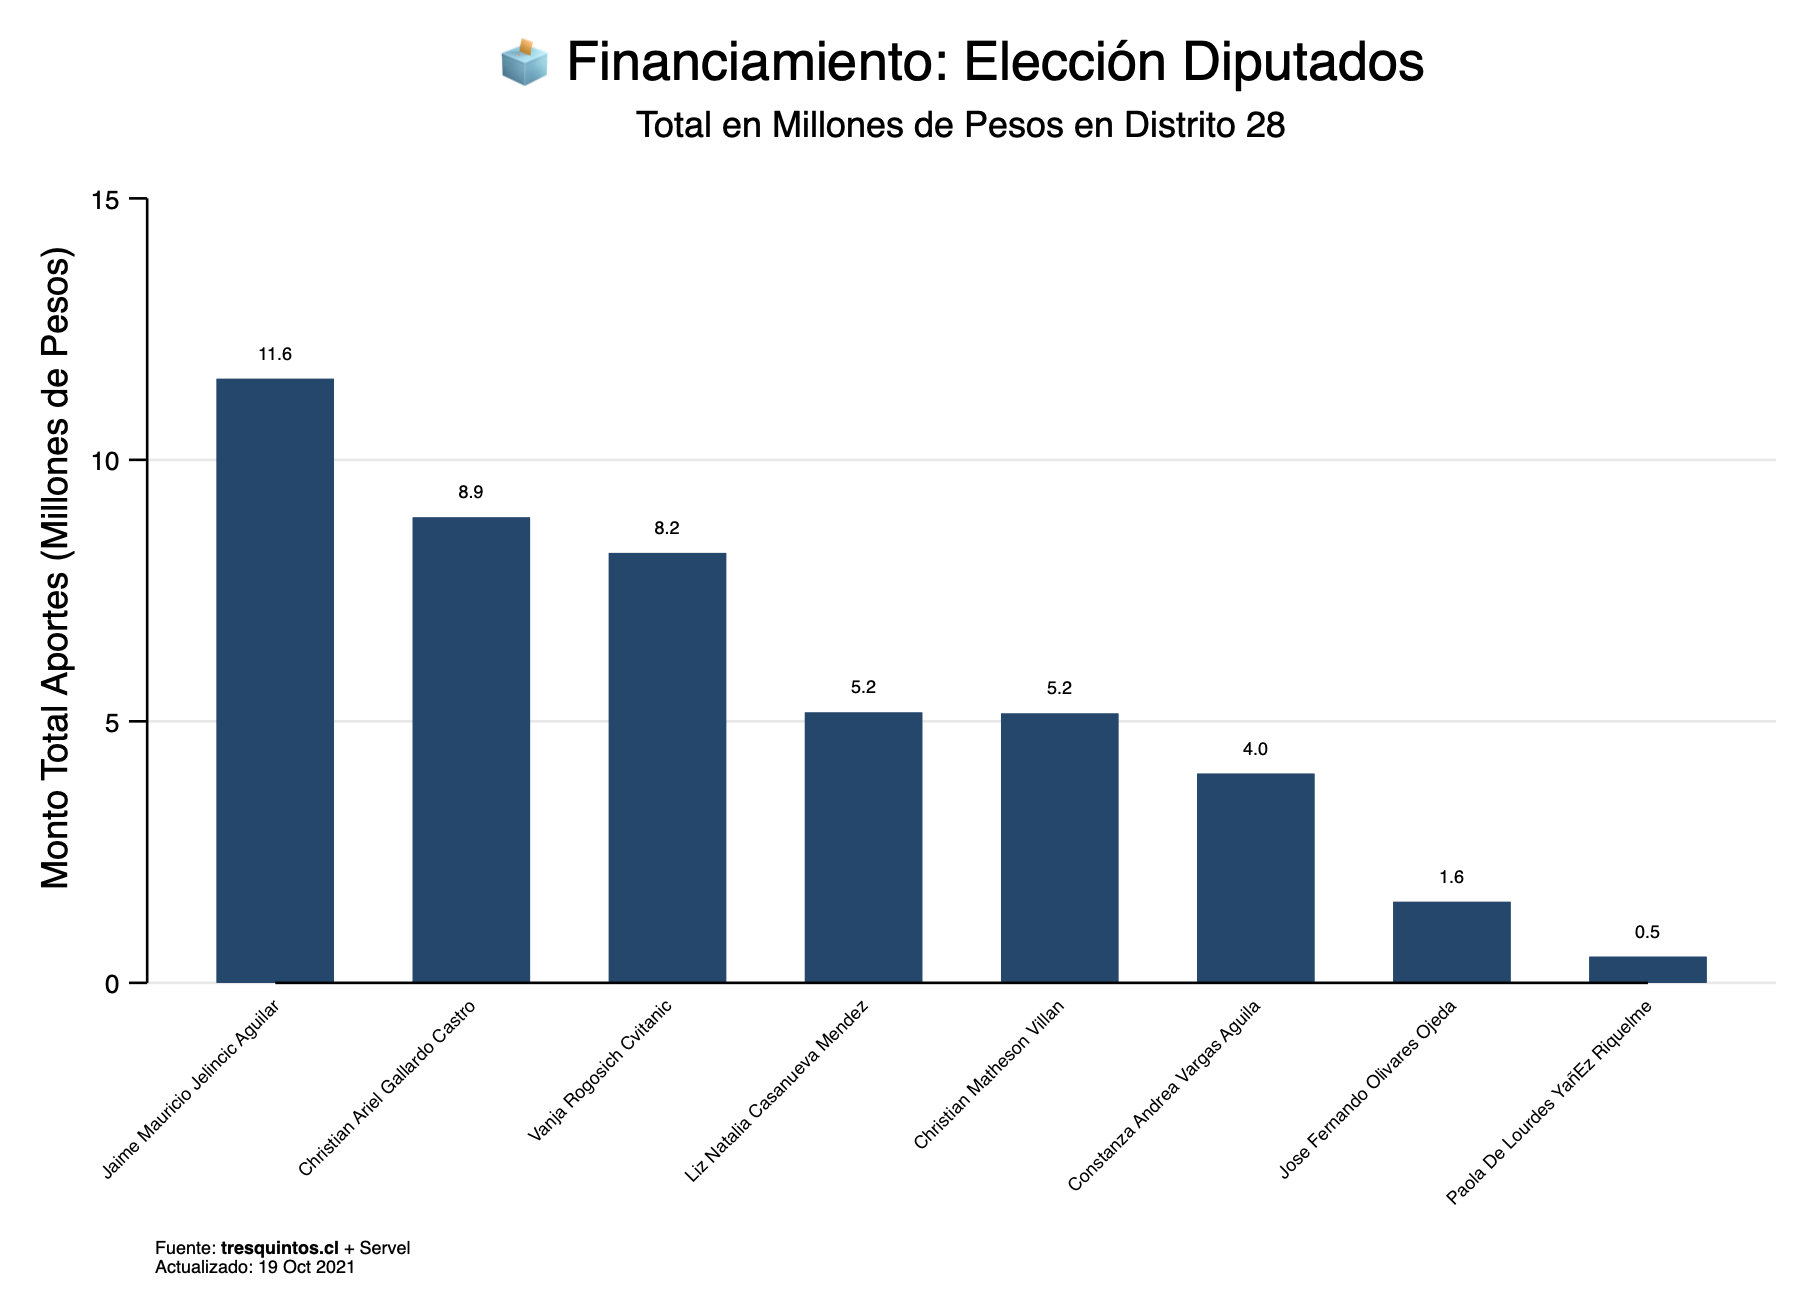 Financiamiento: Elección Diputados
Total en Millones de Pesos en Distrito 28
Monto Total Aportes (Millones de Pesos)
15
10
5
0
11.6
8.9
8.2
5.2
5.2
4.0
1.6
0.5
Jaime Mauricio Jelincic Aguilar
Christian Ariel Gallardo Castro
Vanja Rogosich Cvitanic
Liz Natalia Casanueva Mendez
Christian Matheson Villan
Constanza Andrea Vargas Aguila
Jose Fernando Olivares Ojeda
Paola De Lourdes YañEz Riquelme
Fuente: tresquintos.cl + Servel
Actualizado: 19 Oct 2021